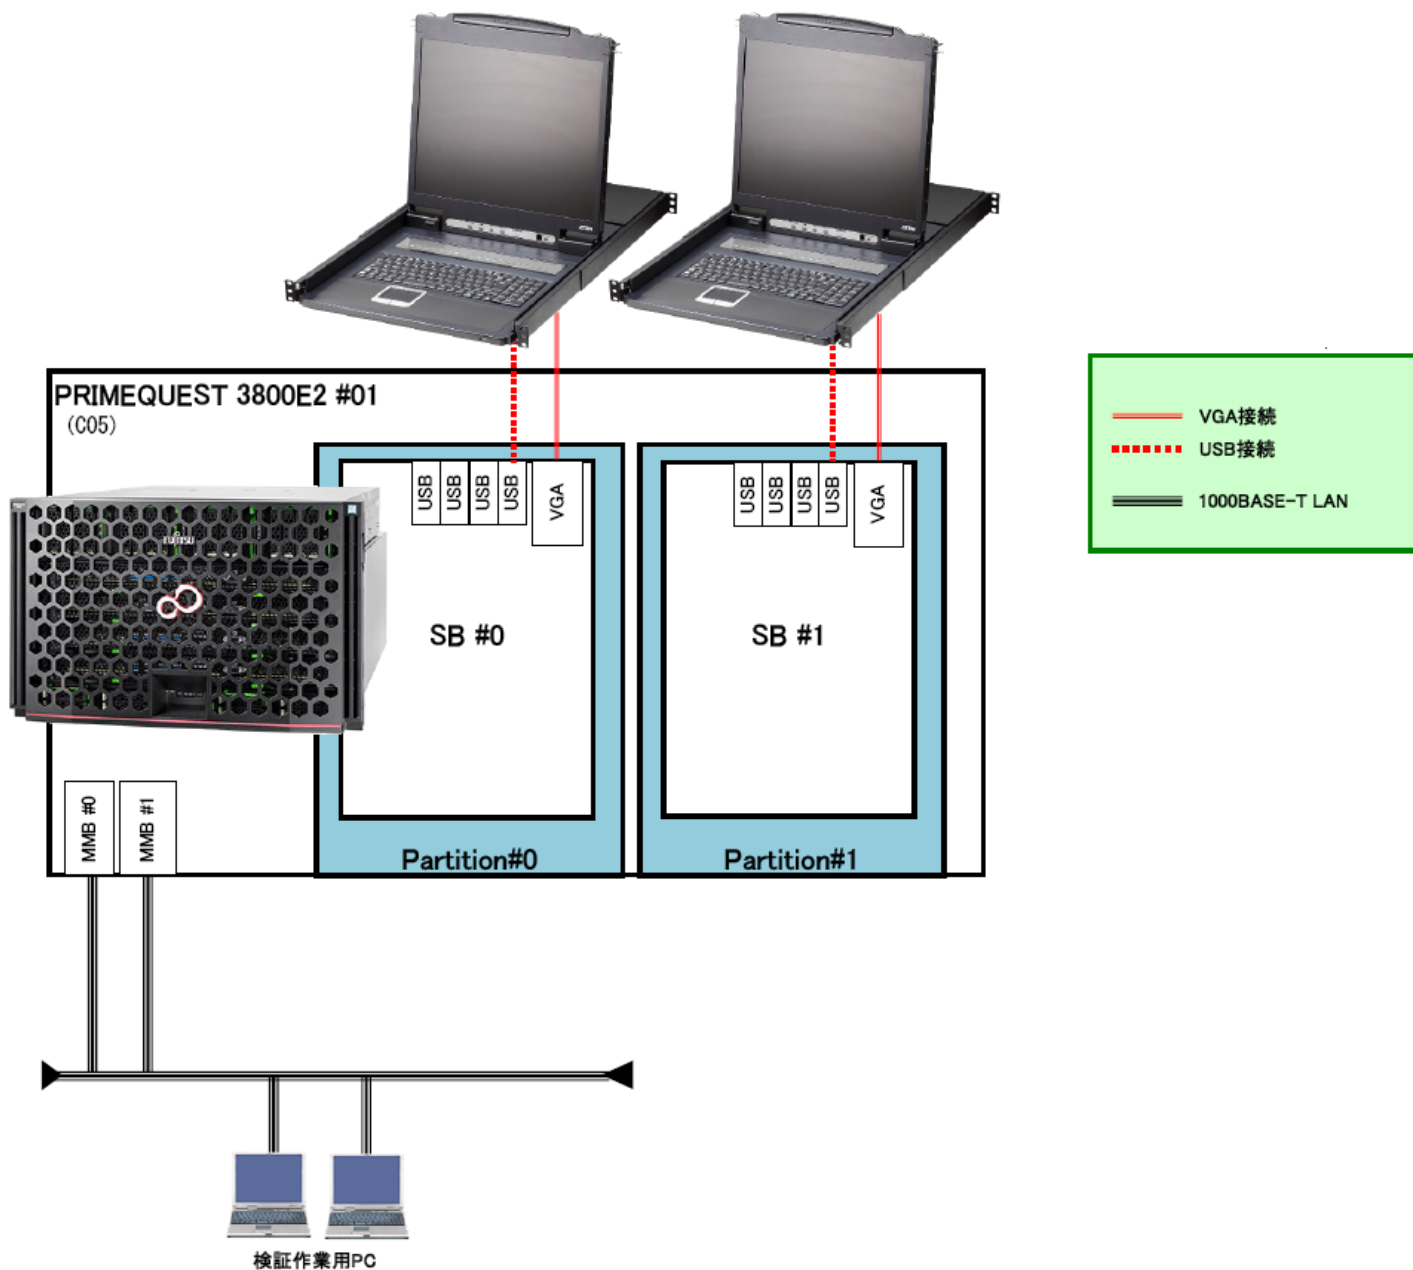 PRIMEQUEST 3800E2 #01
(C05)
USB
USB
USB
USB
VGA
USB
USB
USB
USB
VGA
VGA接続
USB接続
1000BASE-T LAN
FUJITSU
SB #0
SB #1
MMB #0
MMB #1
Partition#0
Partition#1
検証作業用PC